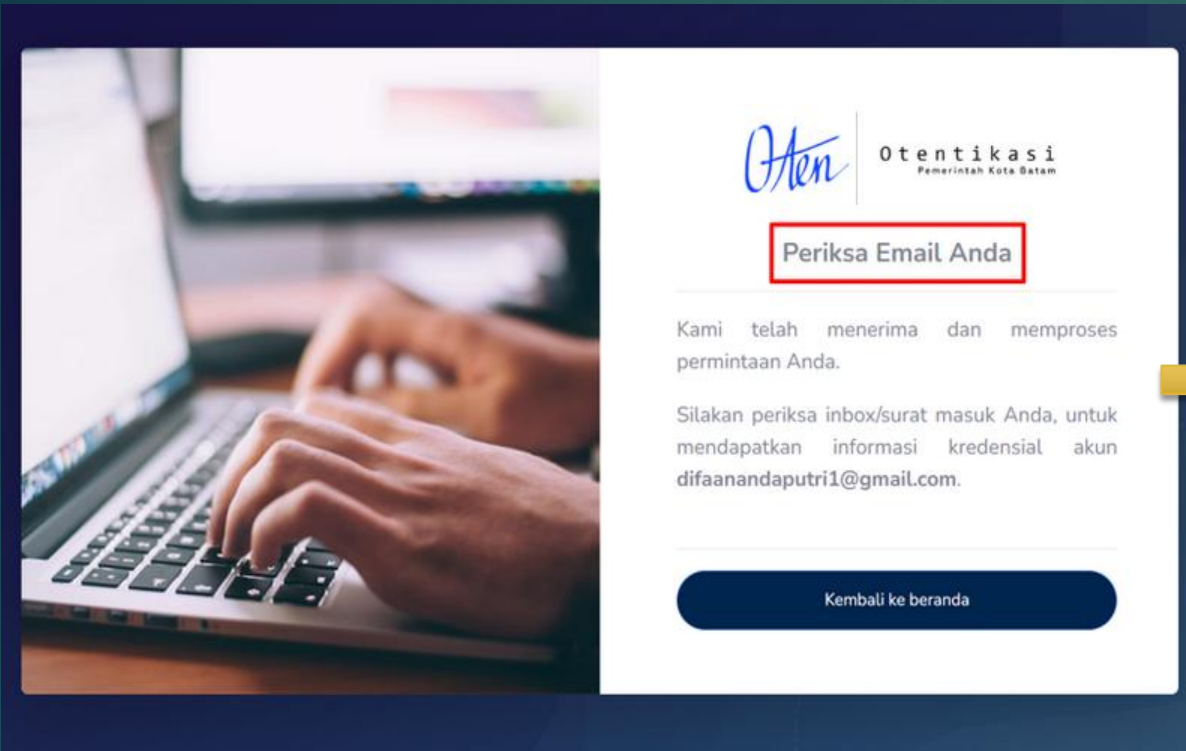 Oten
Otentikasi
Pemerintah Kota Batam
Periksa Email Anda
Kami telah menerima dan memproses
permintaan Anda.
Silakan periksa inbox/surat masuk Anda, untuk
mendapatkan informasi kredensial akun
difaanandaputri1@gmail.com.
Kembali ke beranda